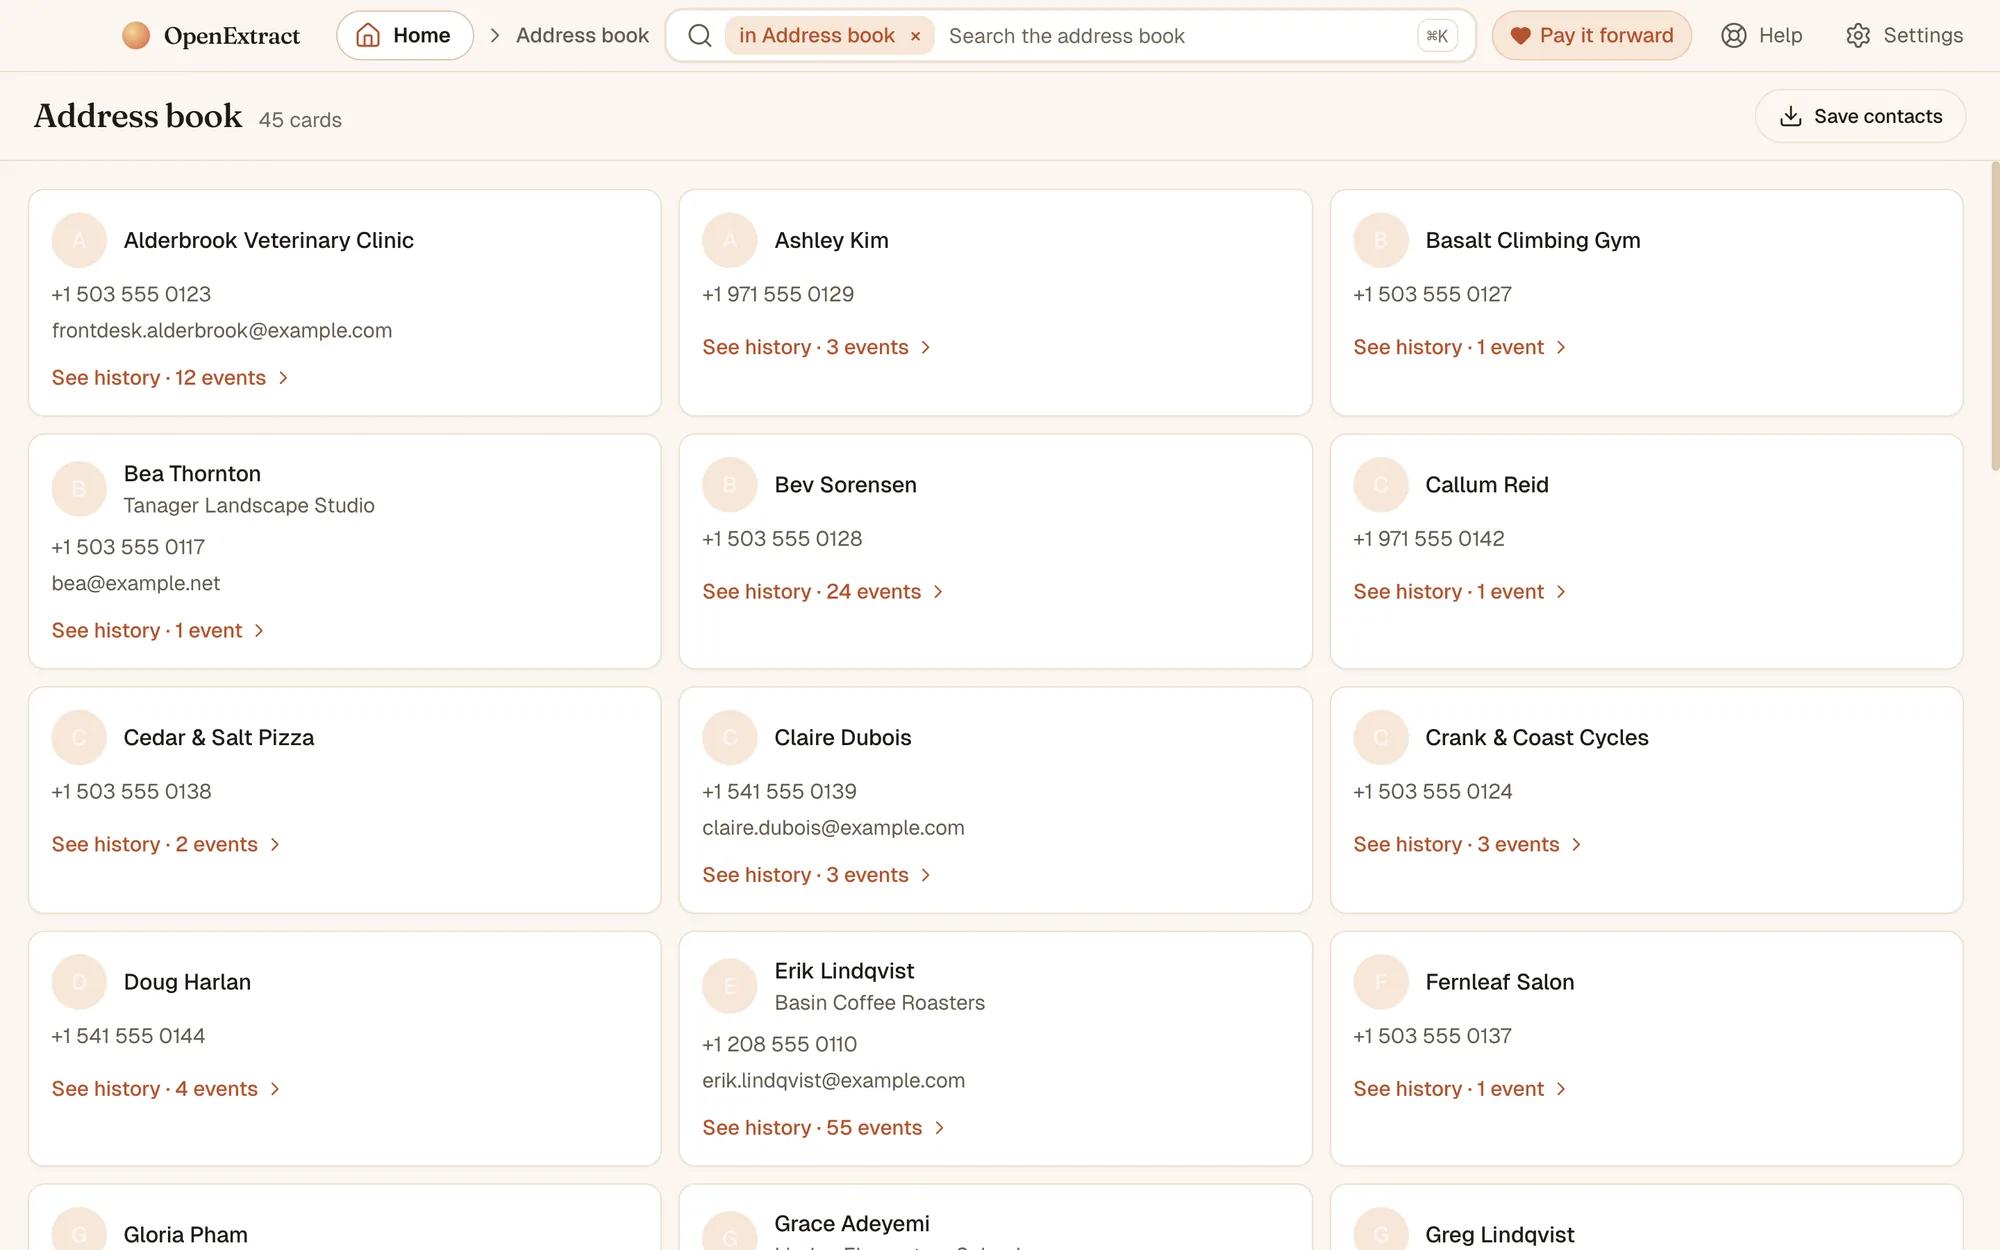 OpenExtract
Home
Address book
in Address book ×
Search the address book
⌘K
Pay it forward
Help
Settings
Address book 45 cards
Save contacts
A
Alderbrook Veterinary Clinic
+1 503 555 0123
frontdesk.alderbrook@example.com
See history · 12 events
A
Ashley Kim
+1 971 555 0129
See history · 3 events
B
Basalt Climbing Gym
+1 503 555 0127
See history · 1 event
B
Bea Thornton
Tanager Landscape Studio
+1 503 555 0117
bea@example.net
See history · 1 event
B
Bev Sorensen
+1 503 555 0128
See history · 24 events
C
Callum Reid
+1 971 555 0142
See history · 1 event
C
Cedar & Salt Pizza
+1 503 555 0138
See history · 2 events
C
Claire Dubois
+1 541 555 0139
claire.dubois@example.com
See history · 3 events
C
Crank & Coast Cycles
+1 503 555 0124
See history · 3 events
D
Doug Harlan
+1 541 555 0144
See history · 4 events
E
Erik Lindqvist
Basin Coffee Roasters
+1 208 555 0110
erik.lindqvist@example.com
See history · 55 events
F
Fernleaf Salon
+1 503 555 0137
See history · 1 event
G
Gloria Pham
G
Grace Adeyemi
G
Greg Lindqvist